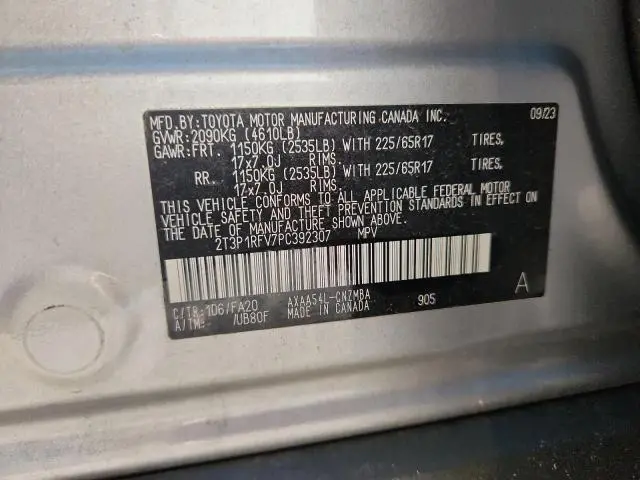 MFD.BY:TOYOTA MOTOR MANUFACTURING CANADA INC. 09/23
GVWR:2090KG (4610LB)
GAWR:FRT. 1150KG (2535LB) WITH 225/65R17 TIRES,
17x7.0J RIMS.
RR. 1150KG (2535LB) WITH 225/65R17 TIRES,
17x7.0J RIMS.
THIS VEHICLE CONFORMS TO ALL APPLICABLE FEDERAL MOTOR
VEHICLE SAFETY AND THEFT PREVENTION STANDARDS IN EFFECT
ON THE DATE OF MANUFACTURE SHOWN ABOVE.
2T3P1RFV7PC392307 MPV
C/TR:1D6/FA20 AXAA54L-CNZMBA 905 A
A/TM: /UB80F MADE IN CANADA